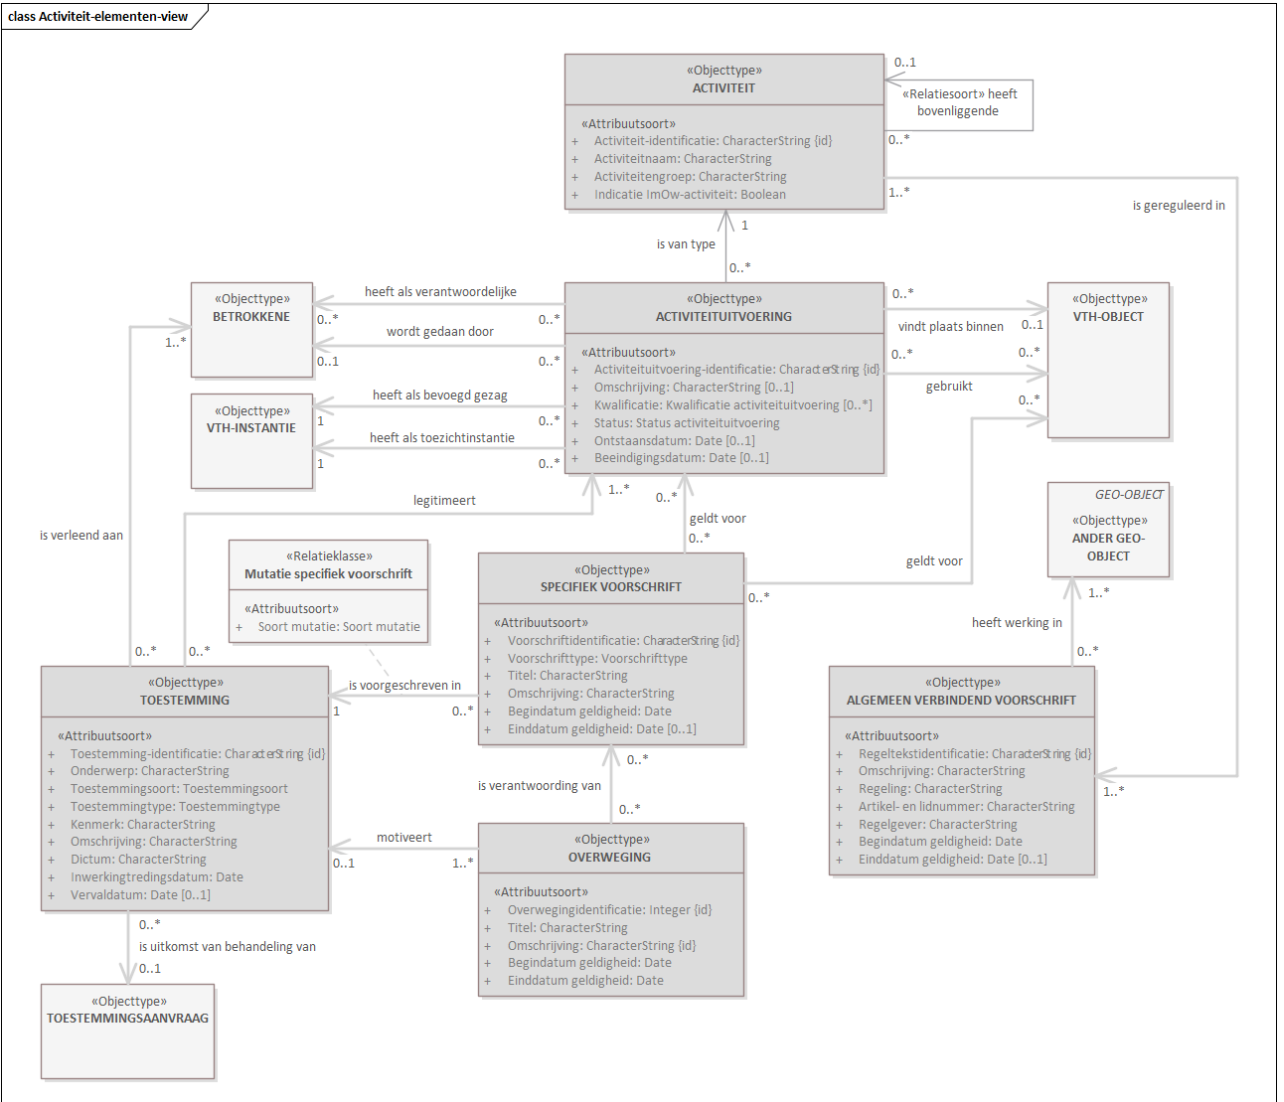 class Activiteit-elementen-view
«Objecttype»
ACTIVITEIT
«Attribuutsoort»
+ Activiteit-identificatie: CharacterString {id}
+ Activiteitnaam: CharacterString
+ Activiteitengroep: CharacterString
+ Indicatie ImOw-activiteit: Boolean
0..1
«Relatiesoort» heeft
bovenliggende
0..*
1..*
is gereguleerd in
1
is van type
0..*
«Objecttype»
BETROKKENE
heeft als verantwoordelijke
0..*
0..*
wordt gedaan door
0..1
0..*
1..*
«Objecttype»
VTH-INSTANTIE
heeft als bevoegd gezag
1
0..*
heeft als toezichtinstantie
1
0..*
«Objecttype»
ACTIVITEITUITVOERING
«Attribuutsoort»
+ Activiteituitvoering-identificatie: CharacterString {id}
+ Omschrijving: CharacterString [0..1]
+ Kwalificatie: Kwalificatie activiteituitvoering [0..*]
+ Status: Status activiteituitvoering
+ Ontstaansdatum: Date [0..1]
+ Beeindigingsdatum: Date [0..1]
0..*
vindt plaats binnen
0..1
0..*
0..*
gebruikt
0..*
«Objecttype»
VTH-OBJECT
legitimeert
1..*
0..*
geldt voor
0..*
is verleend aan
GEO-OBJECT
«Objecttype»
ANDER GEO-
OBJECT
«Relatieklasse»
Mutatie specifiek voorschrift
«Attribuutsoort»
+ Soort mutatie: Soort mutatie
«Objecttype»
SPECIFIEK VOORSCHRIFT
«Attribuutsoort»
+ Voorschriftidentificatie: CharacterString {id}
+ Voorschrifttype: Voorschrifttype
+ Titel: CharacterString
+ Omschrijving: CharacterString
+ Begindatum geldigheid: Date
+ Einddatum geldigheid: Date [0..1]
geldt voor
0..*
1..*
heeft werking in
0..*
0..*
0..*
is voorgeschreven in
1
0..*
«Objecttype»
TOESTEMMING
«Attribuutsoort»
+ Toestemming-identificatie: CharacterString {id}
+ Onderwerp: CharacterString
+ Toestemmingsoort: Toestemmingsoort
+ Toestemmingtype: Toestemmingtype
+ Kenmerk: CharacterString
+ Omschrijving: CharacterString
+ Dictum: CharacterString
+ Inwerkingtredingsdatum: Date
+ Vervaldatum: Date [0..1]
«Objecttype»
ALGEMEEN VERBINDEND VOORSCHRIFT
«Attribuutsoort»
+ Regeltekstidentificatie: CharacterString {id}
+ Omschrijving: CharacterString
+ Regeling: CharacterString
+ Artikel- en lidnummer: CharacterString
+ Regelgever: CharacterString
+ Begindatum geldigheid: Date
+ Einddatum geldigheid: Date [0..1]
1..*
0..*
is verantwoording van
0..*
motiveert
0..1
1..*
«Objecttype»
OVERWEGING
«Attribuutsoort»
+ Overwegingidentificatie: Integer {id}
+ Titel: CharacterString
+ Omschrijving: CharacterString {id}
+ Begindatum geldigheid: Date
+ Einddatum geldigheid: Date
0..*
is uitkomst van behandeling van
0..1
«Objecttype»
TOESTEMMINGSAANVRAAG